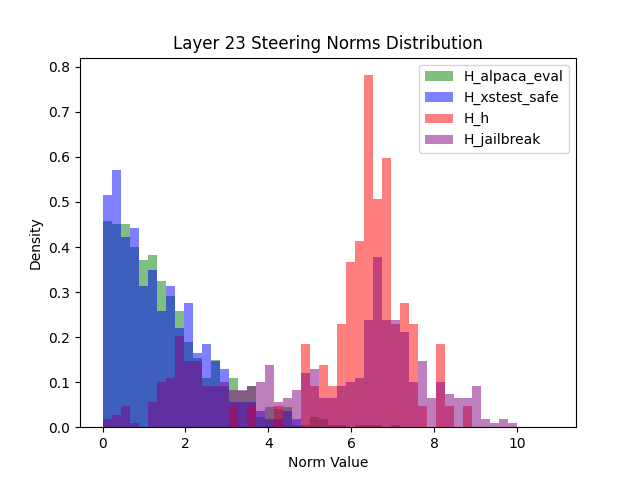 Layer 23 Steering Norms Distribution
H_alpaca_eval
H_xstest_safe
H_h
H_jailbreak
Density
0.8
0.7
0.6
0.5
0.4
0.3
0.2
0.1
0.0
0 2 4 6 8 10
Norm Value